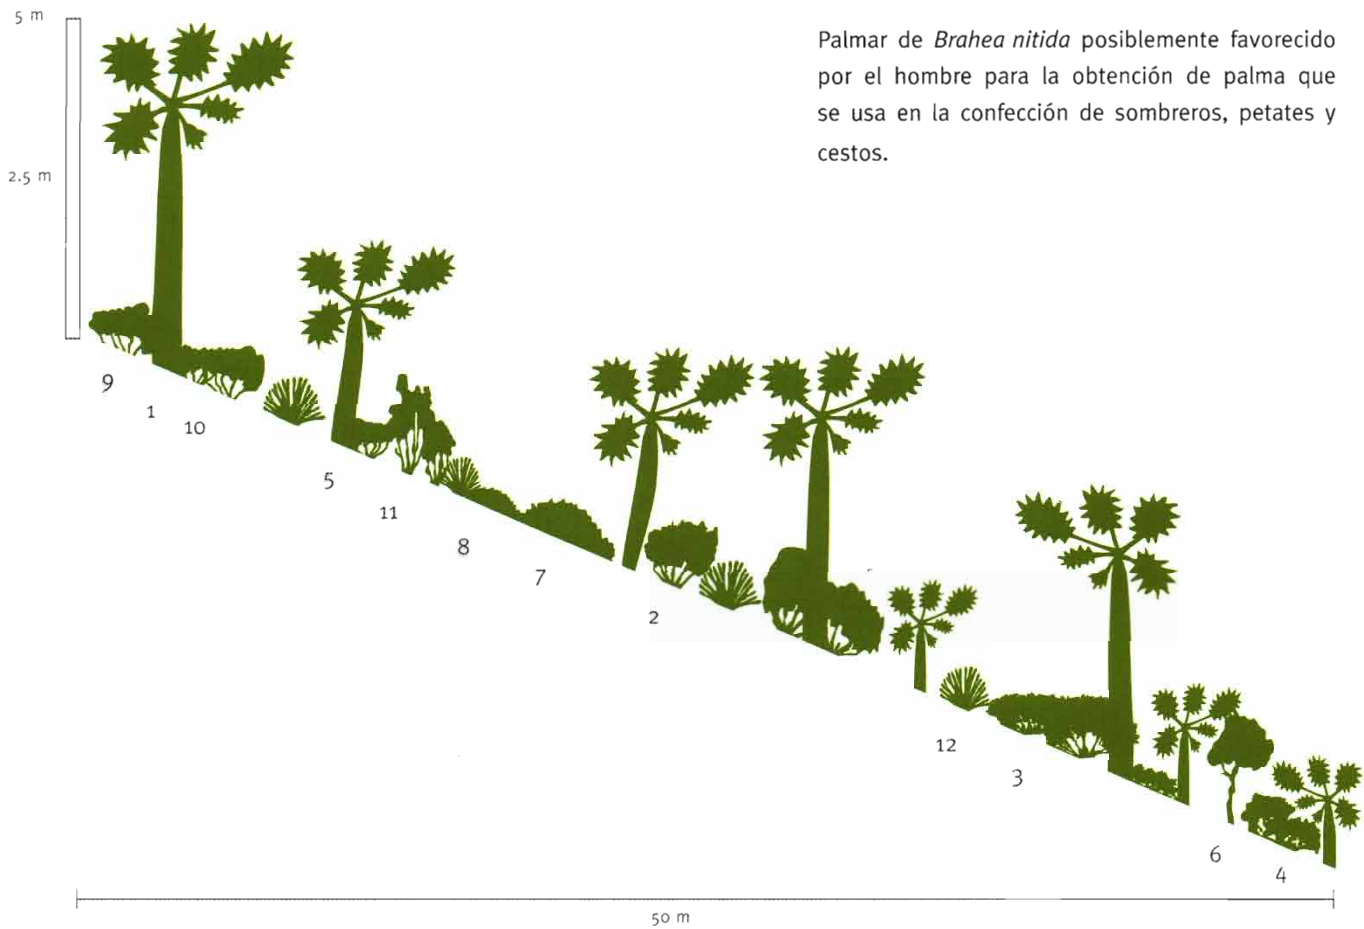 5 m
Palmar de Brahea nitida posiblemente favorecido
por el hombre para la obtención de palma que
se usa en la confección de sombreros, petates y
cestos.
2.5 m
9
1
10
5
11
8
7
2
12
3
6
4
50 m